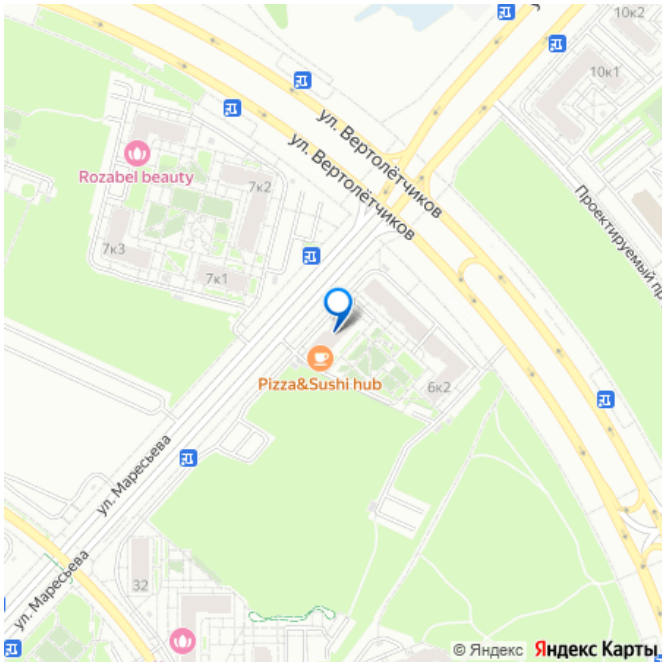 10к2
10к1
ул. Вертолётчиков
ул. Вертолётчиков
Rozabel beauty
7к2
Проектируемый пр
7к3
7к1
Pizza&Sushi hub
6к2
ул. Маресьева
32
ул. Маресьева
© Яндекс Яндекс Карты